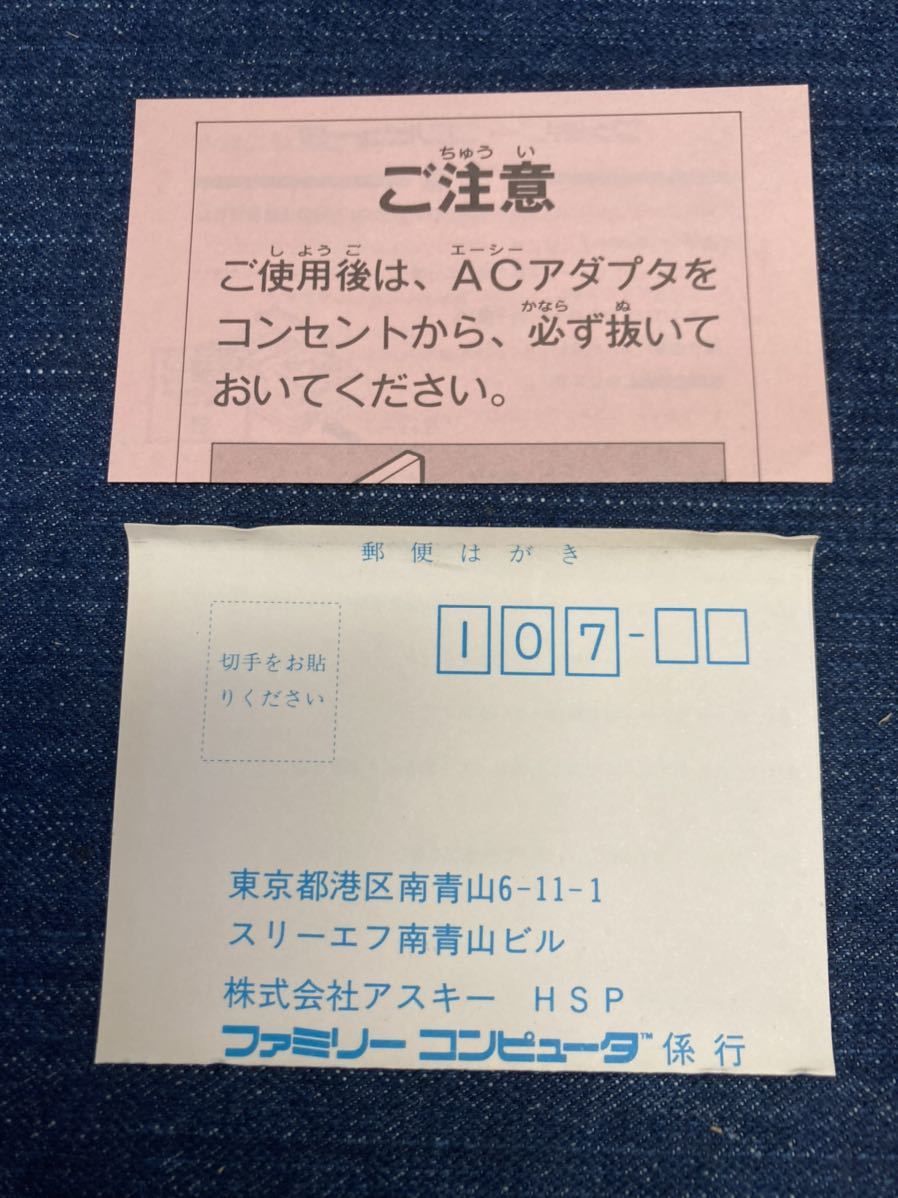 ちゅう い
ご注意
し よう ご エーシー
ご使用後は、ACアダプタを
かなら ぬ
コンセントから、必ず抜いて
おいてください。
郵便はがき
107-
切手をお貼
りください
東京都港区南青山6-11-1
スリーエフ南青山ビル
株式会社アスキー HSP
ファミリー コンピュータ™ 係 行